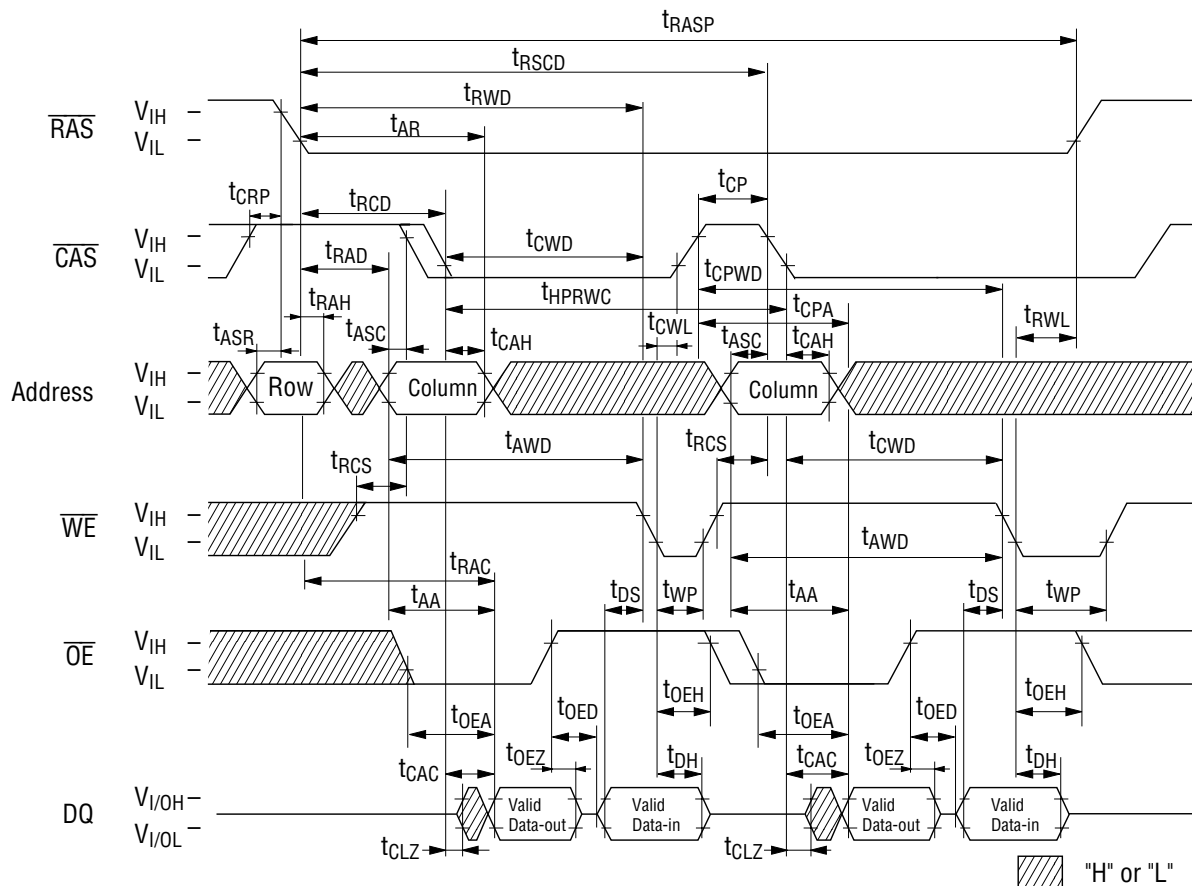 tRASP
tRSCD
tRWD
tAR
RAS
VIH
VIL
tCRP
tRCD
tCP
CAS
VIH
VIL
tRAD
tCWD
tCPWD
tRAH
tHPRWC
tCPA
tASR
tASC
tCAH
tCWL
tASC
tCAH
tRWL
Address
VIH
VIL
Row
Column
Column
tRCS
tAWD
tRCS
tCWD
WE
VIH
VIL
tRAC
tAWD
tAA
tDS
tWP
tAA
tDS
tWP
OE
VIH
VIL
tOEA
tOED
tOEH
tOEA
tOED
tOEH
tCAC
tOEZ
tDH
tCAC
tOEZ
tDH
DQ
VI/OH
VI/OL
Valid
Data-out
Valid
Data-in
Valid
Data-out
Valid
Data-in
tCLZ
tCLZ
"H" or "L"